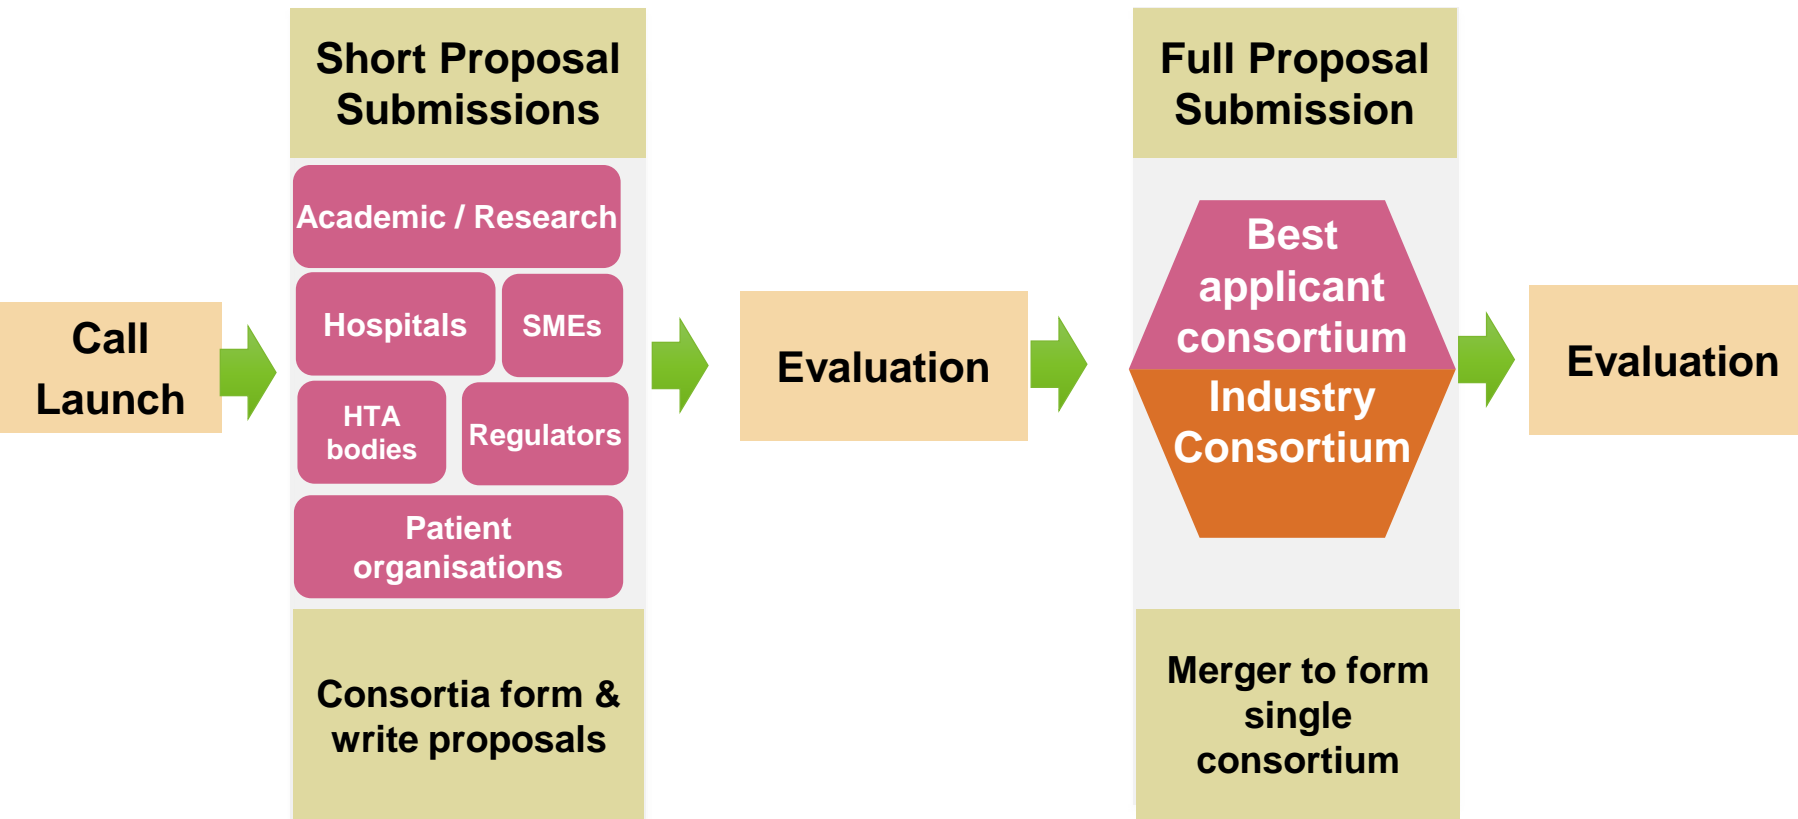 Call
Launch
Short Proposal
Submissions
Academic / Research
Hospitals
SMEs
HTA
bodies
Regulators
Patient
organisations
Consortia form &
write proposals
Evaluation
Full Proposal
Submission
Best
applicant
consortium
Industry
Consortium
Merger to form
single
consortium
Evaluation